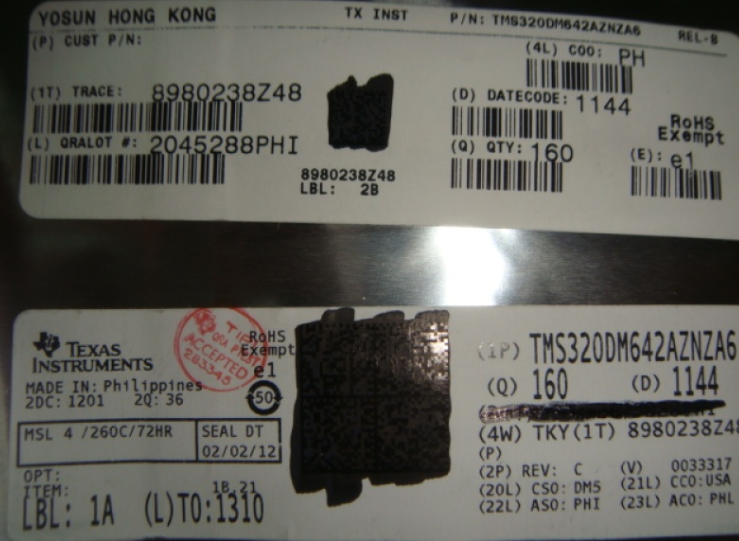 YOSUN HONG KONG
TX INST
P/N: TMS320DM642AZNZA6
REL-B
(P) CUST P/N:
(4L) COO: PH
(1T) TRACE: 8980238Z48
(D) DATECODE: 1144
RoHS
Exempt
(L) QRALOT #: 2045288PHI
(Q) QTY: 160
(E): e1
8980238Z48
LBL: 2B
TEXAS
INSTRUMENTS
RoHS
Exempt
e1
ACCEPTED
50
MADE IN: Philippines
2DC: 1201 2Q: 36
MSL 4 /260C/72HR
SEAL DT
02/02/12
OPT:
ITEM:
1B.21
LBL: 1A (L)TO:1310
(1P) TMS320DM642AZNZA6
(Q) 160 (D) 1144
(4W) TKY(1T) 8980238Z48
(P)
(2P) REV: C (V) 0033317
(20L) CSO: DM5 (21L) CCO:USA
(22L) ASO: PHI (23L) ACO: PHL